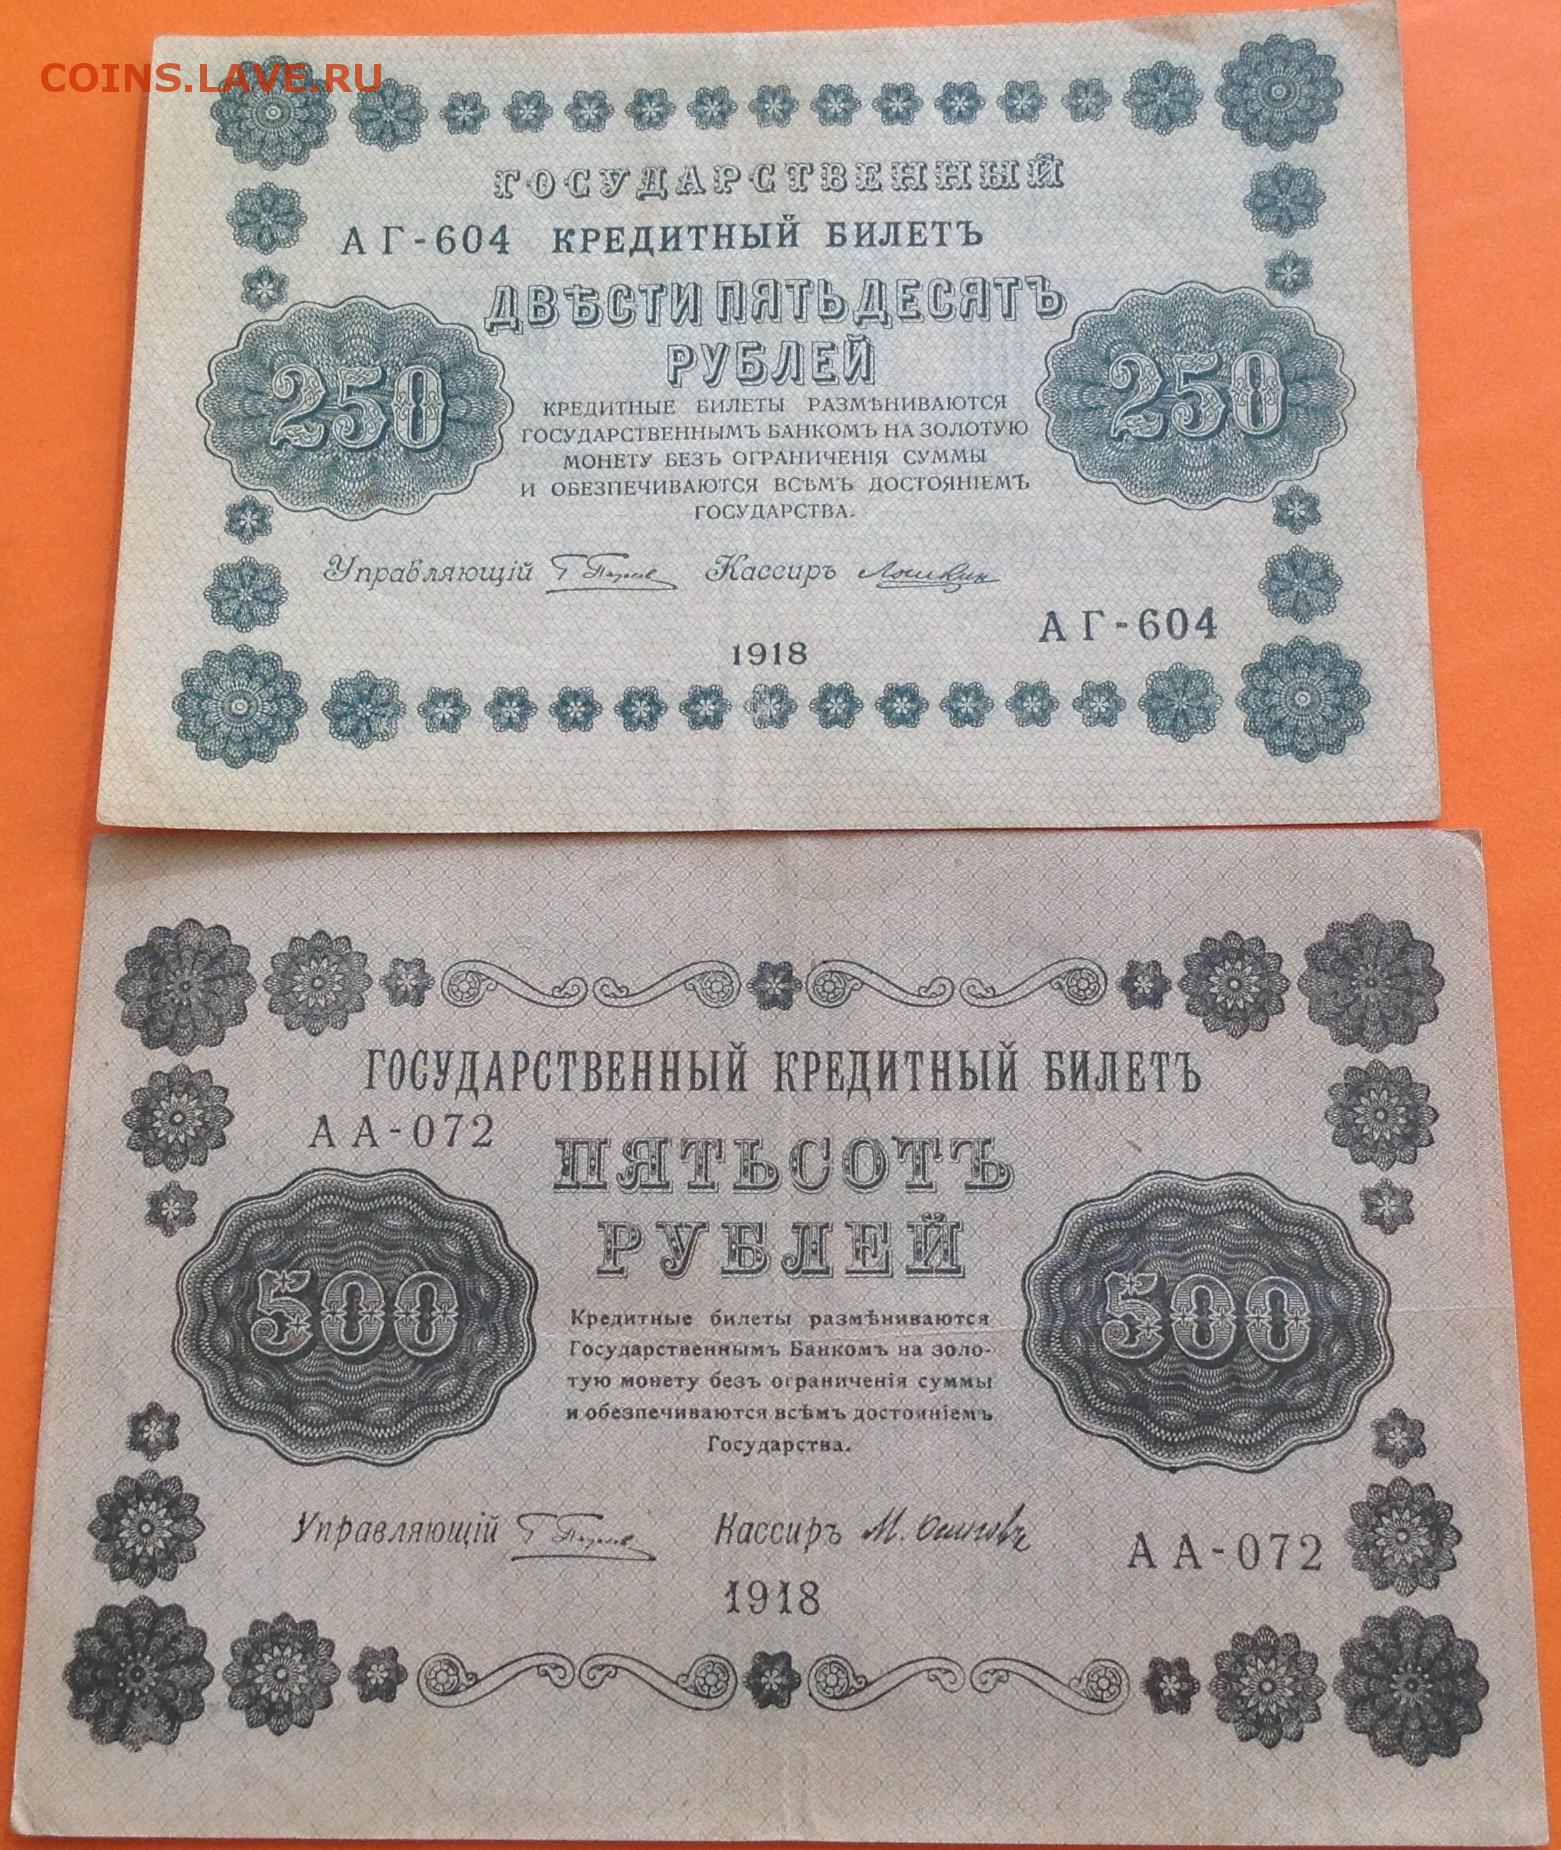 COINS.LAVE.RU
ГОСУДАРСТВЕННЫЙ
АГ-604 КРЕДИТНЫЙ БИЛЕТЪ
ДВѢСТИ ПЯТЬДЕСЯТЪ
РУБЛЕЙ
250 250
КРЕДИТНЫЕ БИЛЕТЫ РАЗМѢНИВАЮТСЯ
ГОСУДАРСТВЕННЫМЪ БАНКОМЪ НА ЗОЛОТУЮ
МОНЕТУ БЕЗЪ ОГРАНИЧЕНІЯ СУММЫ
И ОБЕЗПЕЧИВАЮТСЯ ВСѢМЪ ДОСТОЯНІЕМЪ
ГОСУДАРСТВА.
Управляющій Кассиръ
АГ-604
1918
ГОСУДАРСТВЕННЫЙ КРЕДИТНЫЙ БИЛЕТЪ
АА-072
ПЯТЬСОТЪ
РУБЛЕЙ
500 500
Кредитные билеты размѣниваются
Государственнымъ Банкомъ на золо-
тую монету безъ ограниченія суммы
и обезпечиваются всѣмъ достояніемъ
Государства.
Управляющій Кассиръ М. Осиповъ
АА-072
1918